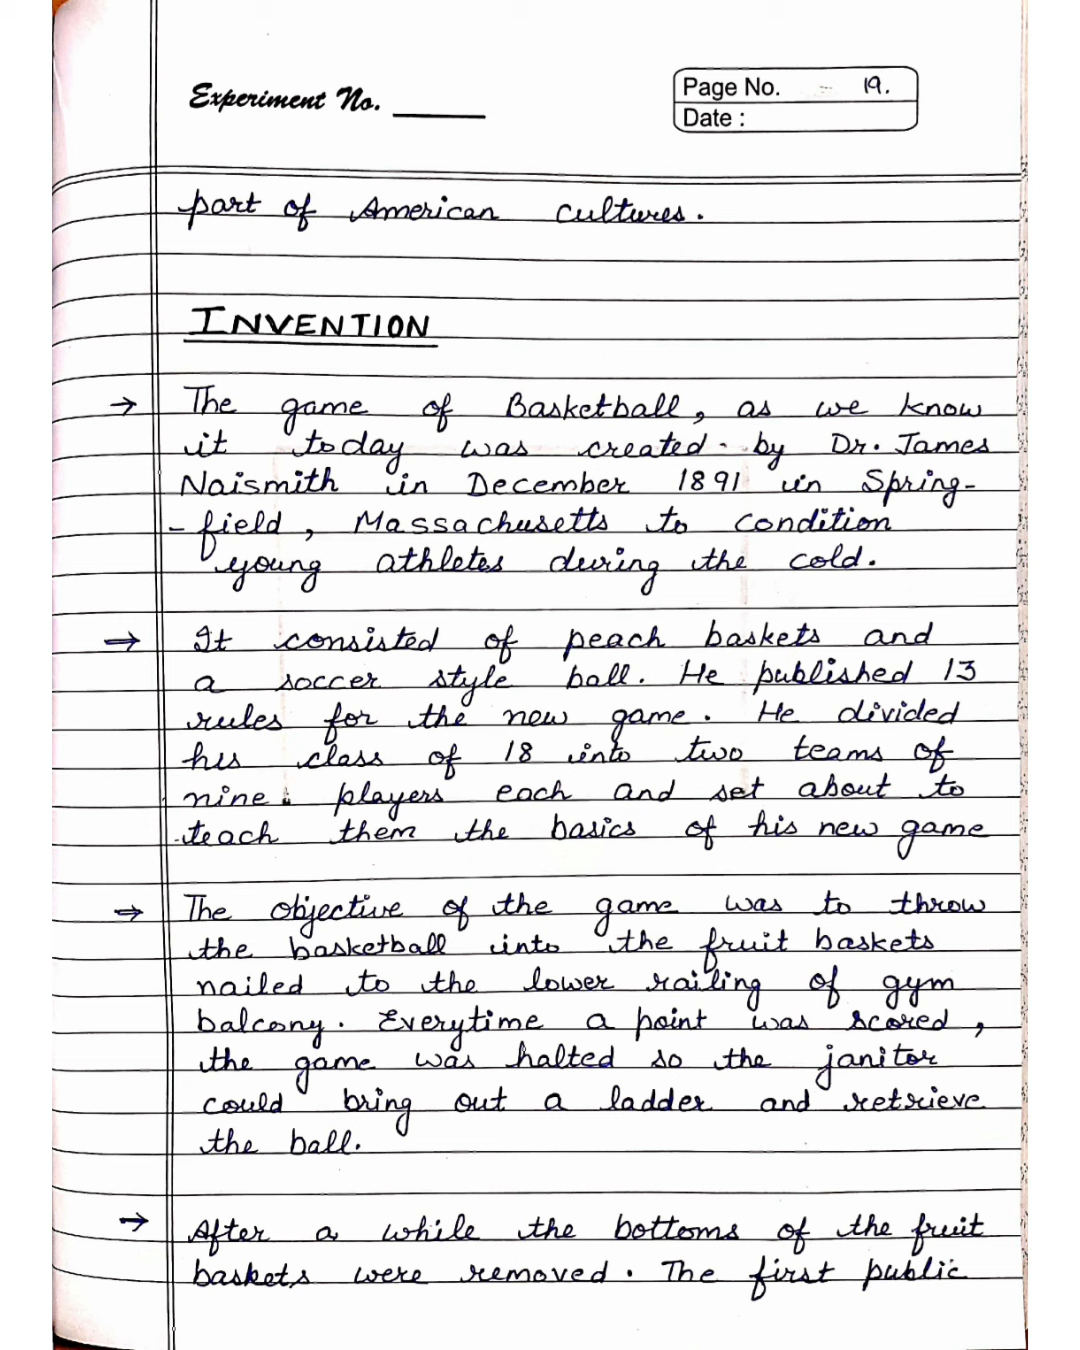 Experiment No. ______
Page No. 19.
Date :
part of American cultures.
INVENTION
→ The game of Basketball, as we know
it today was created by Dr. James
Naismith in December 1891 in Spring-
-field, Massachusetts to condition
young athletes during the cold.
⇒ It consisted of peach baskets and
a soccer style ball. He published 13
rules for the new game. He divided
his class of 18 into two teams of
nine players each and set about to
teach them the basics of his new game
⇒ The objective of the game was to throw
the basketball into the fruit baskets
nailed to the lower railing of gym
balcony. Everytime a point was scored,
the game was halted so the janitor
could bring out a ladder and retrieve
the ball.
→ After a while the bottoms of the fruit
baskets were removed. The first public